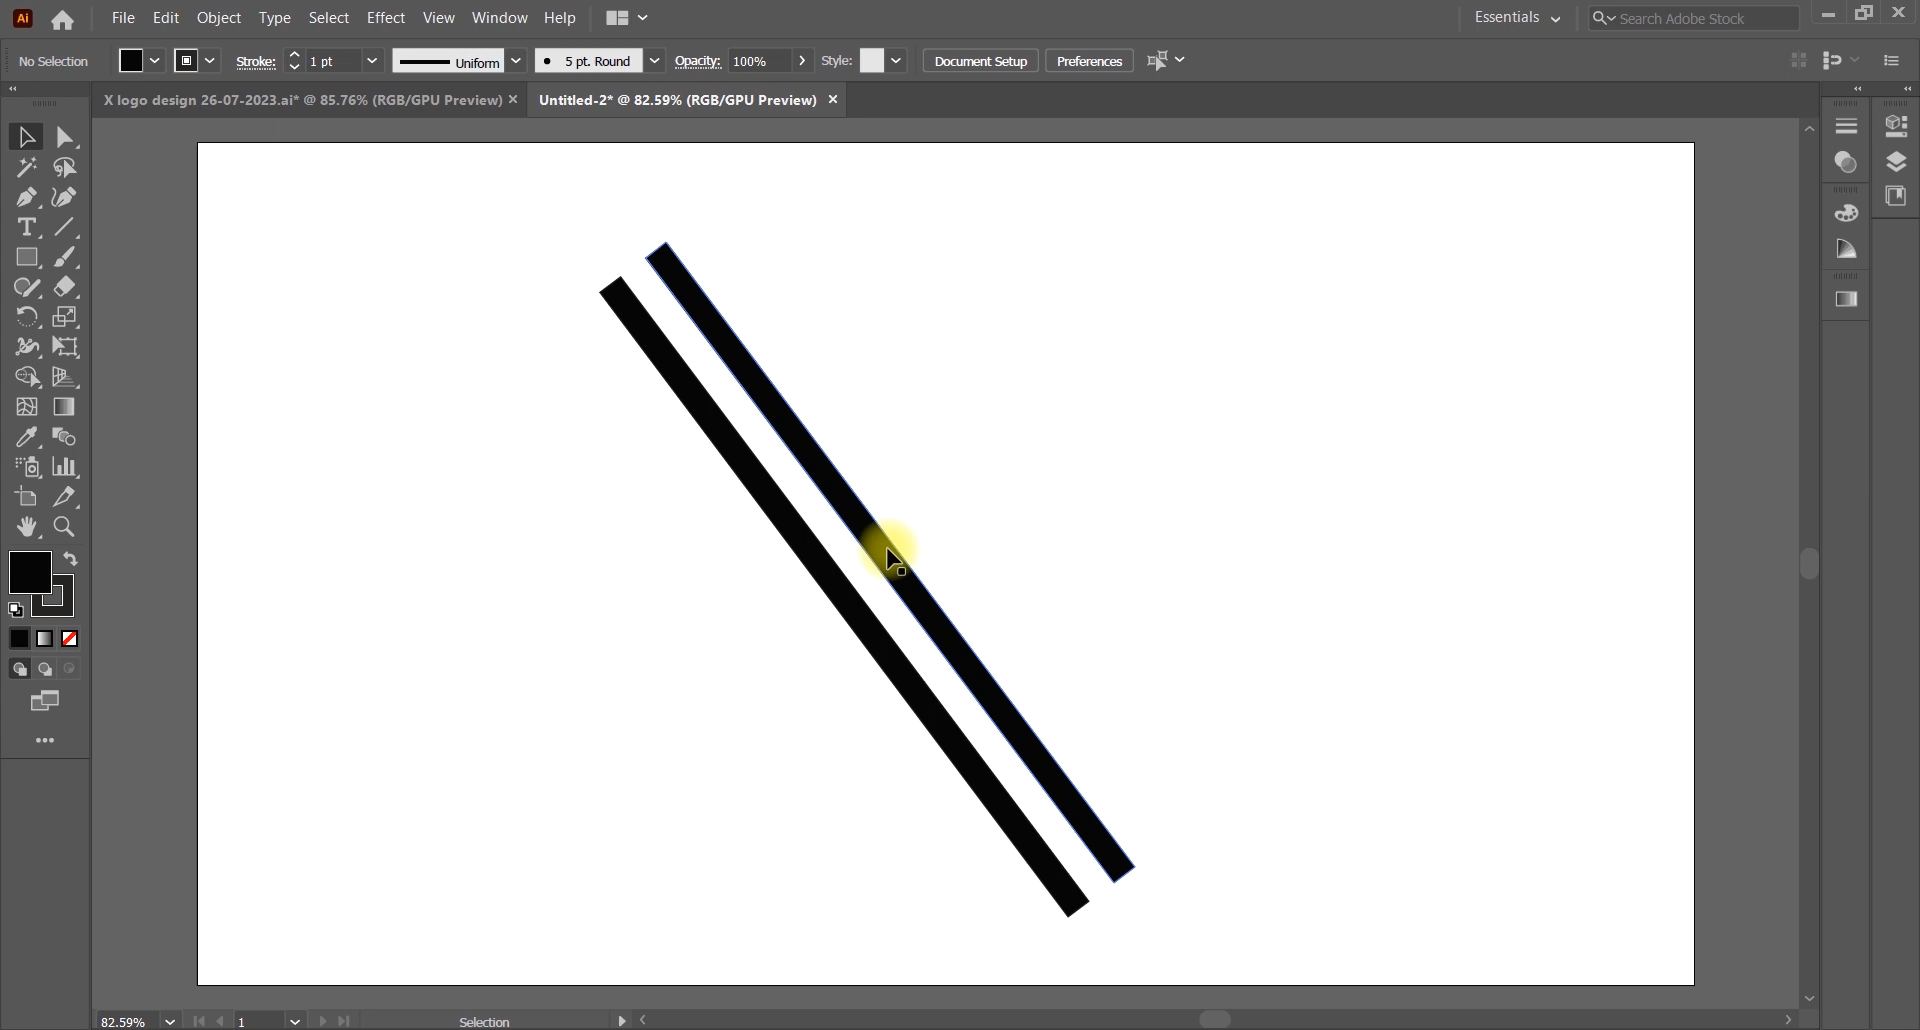 Ai File Edit Object Type Select Effect View Window Help Essentials Search Adobe Stock
No Selection Stroke: 1 pt Uniform 5 pt. Round Opacity: 100% Style: Document Setup Preferences
X logo design 26-07-2023.ai* @ 85.76% (RGB/GPU Preview) × Untitled-2* @ 82.59% (RGB/GPU Preview) ×
82.59% 1 Selection